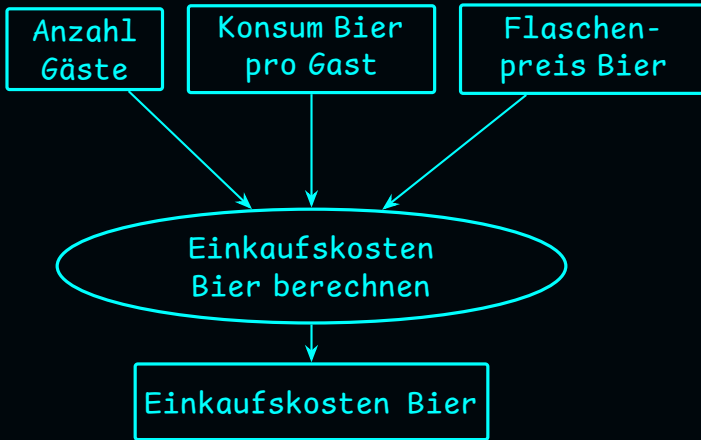 Anzahl
Gäste
Konsum Bier
pro Gast
Flaschen-
preis Bier
Einkaufskosten
Bier berechnen
Einkaufskosten Bier